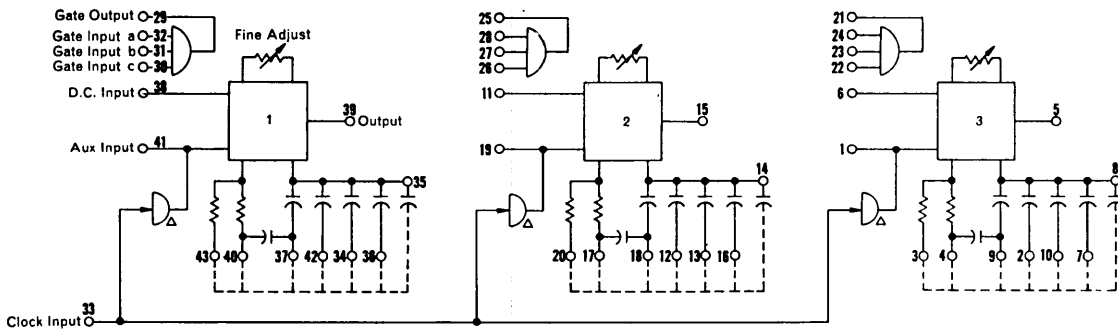 Gate Output 29
Gate Input a 32
Gate Input b 31
Gate Input c 30
Fine Adjust
D.C. Input 38
1
39 Output
Aux Input 41
35
43 40 37 42 34 36
Clock Input 33
25
28
27
26
11
2
15
19
14
20 17 18 12 13 16
21
24
23
22
6
3
5
1
8
3 4 9 2 10 7